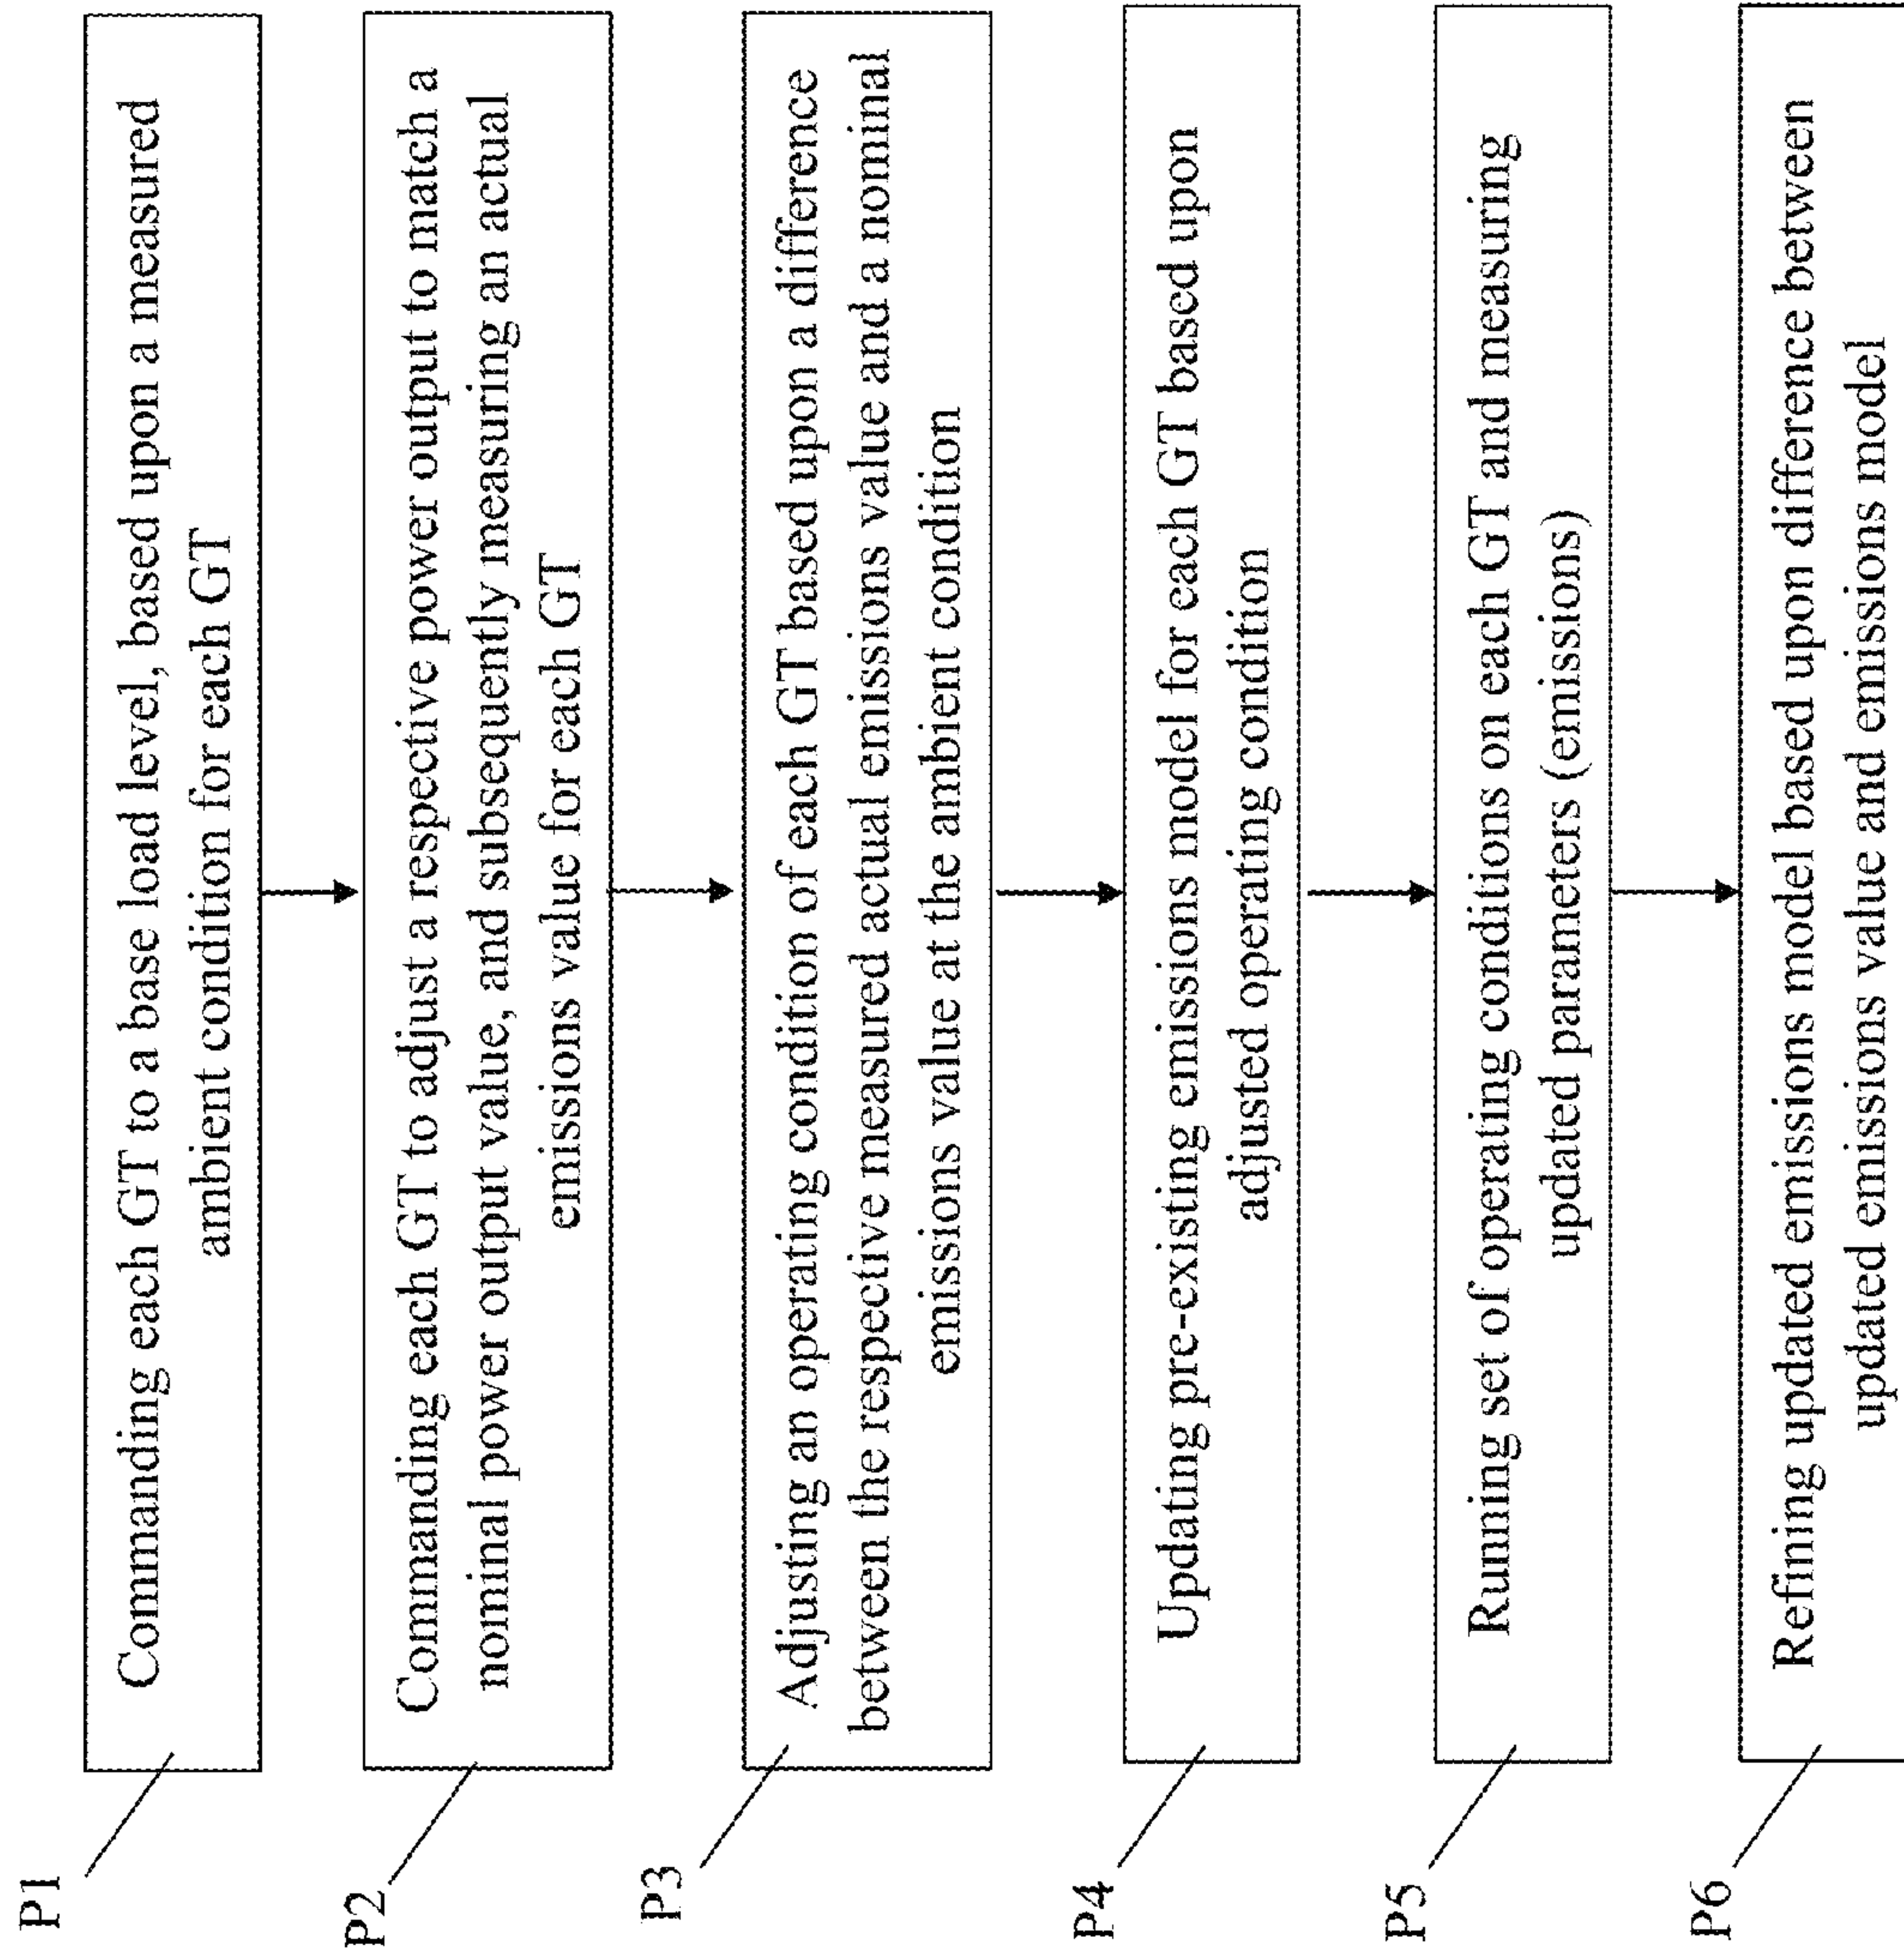 P1
Commanding each GT to a base load level, based upon a measured
ambient condition for each GT
P2
Commanding each GT to adjust a respective power output to match a
nominal power output value, and subsequently measuring an actual
emissions value for each GT
P3
Adjusting an operating condition of each GT based upon a difference
between the respective measured actual emissions value and a nominal
emissions value at the ambient condition
P4
Updating pre-existing emissions model for each GT based upon
adjusted operating condition
P5
Running set of operating conditions on each GT and measuring
updated parameters (emissions)
P6
Refining updated emissions model based upon difference between
updated emissions value and emissions model